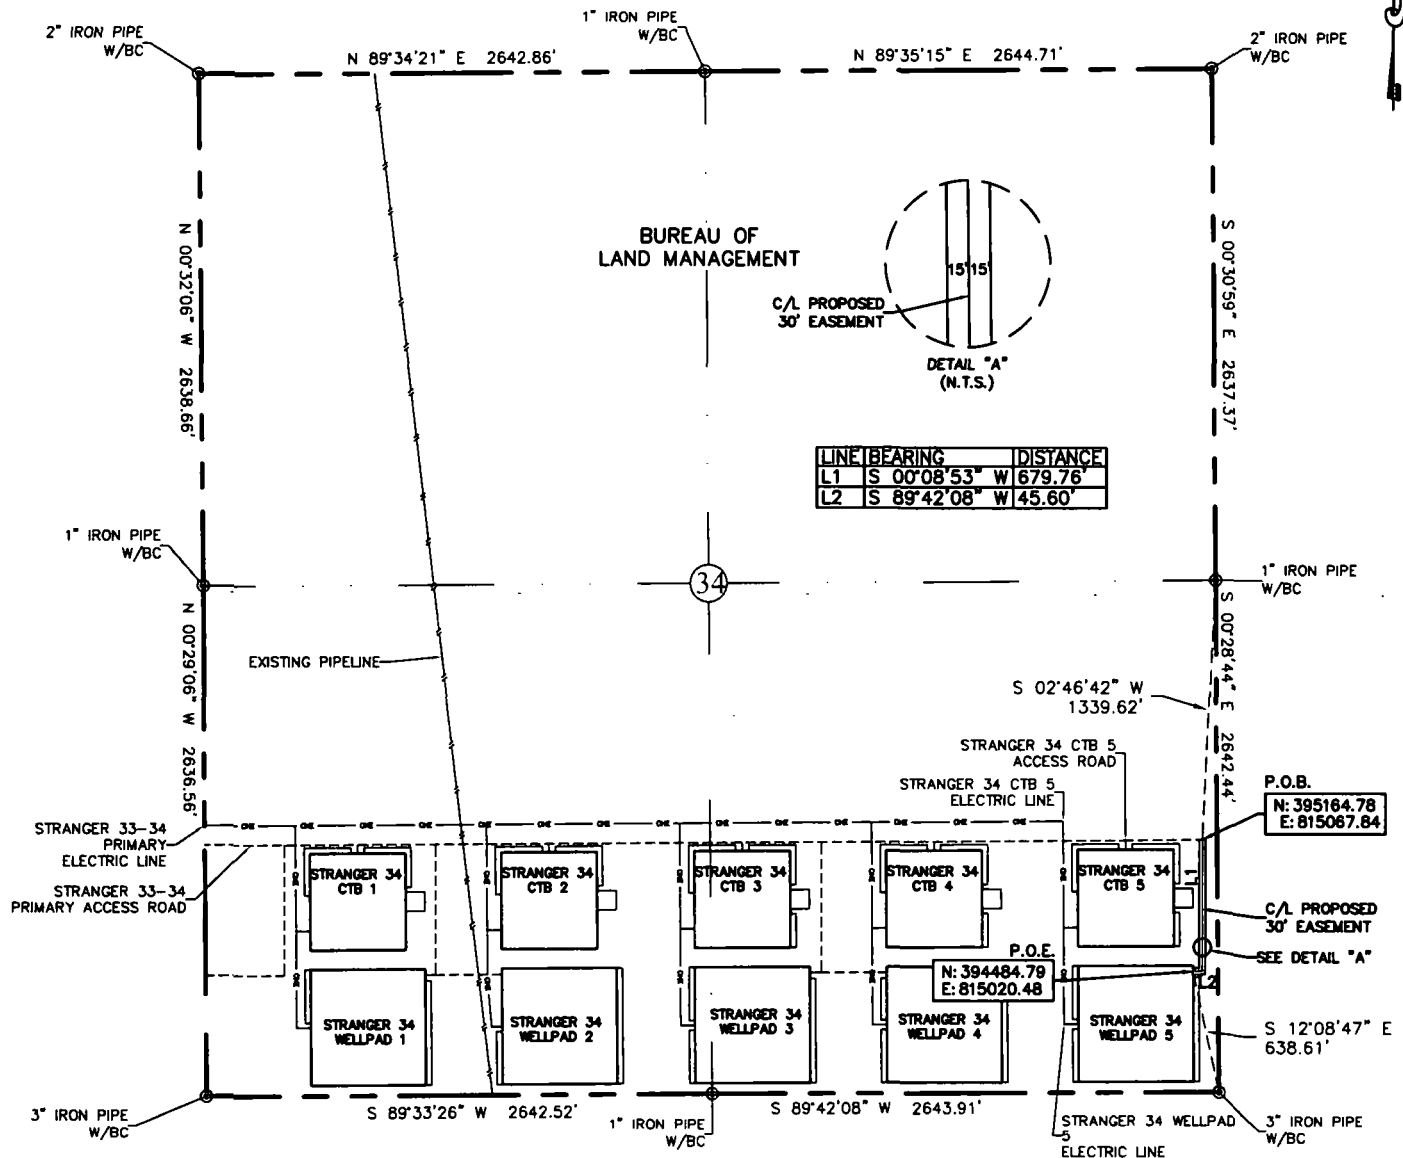 2" IRON PIPE
W/BC
1" IRON PIPE
W/BC
2" IRON PIPE
W/BC
N 89°34'21" E 2642.86'
N 89°35'15" E 2644.71'
N 00°32'06" W 2638.66'
S 00°30'59" E 2637.37'
BUREAU OF
LAND MANAGEMENT
15' 15'
C/L PROPOSED
30' EASEMENT
DETAIL "A"
(N.T.S.)
LINE BEARING DISTANCE
L1 S 00°08'53" W 679.76'
L2 S 89°42'08" W 45.60'
1" IRON PIPE
W/BC
34
1" IRON PIPE
W/BC
N 00°29'06" W 2636.56'
S 00°28'44" E 2642.44'
EXISTING PIPELINE
S 02°46'42" W
1339.62'
STRANGER 34 CTB 5
ACCESS ROAD
STRANGER 34 CTB 5
ELECTRIC LINE
P.O.B.
N: 395164.78
E: 815067.84
STRANGER 33-34
PRIMARY
ELECTRIC LINE
STRANGER 33-34
PRIMARY ACCESS ROAD
OHE OHE OHE OHE OHE OHE OHE OHE OHE OHE
STRANGER 34
CTB 1
STRANGER 34
CTB 2
STRANGER 34
CTB 3
STRANGER 34
CTB 4
STRANGER 34
CTB 5
L1
C/L PROPOSED
30' EASEMENT
SEE DETAIL "A"
P.O.E.
N: 394484.79
E: 815020.48
L2
STRANGER 34
WELLPAD 1
STRANGER 34
WELLPAD 2
STRANGER 34
WELLPAD 3
STRANGER 34
WELLPAD 4
STRANGER 34
WELLPAD 5
S 12°08'47" E
638.61'
3" IRON PIPE
W/BC
S 89°33'26" W 2642.52'
1" IRON PIPE
W/BC
S 89°42'08" W 2643.91'
STRANGER 34 WELLPAD
5
ELECTRIC LINE
3" IRON PIPE
W/BC